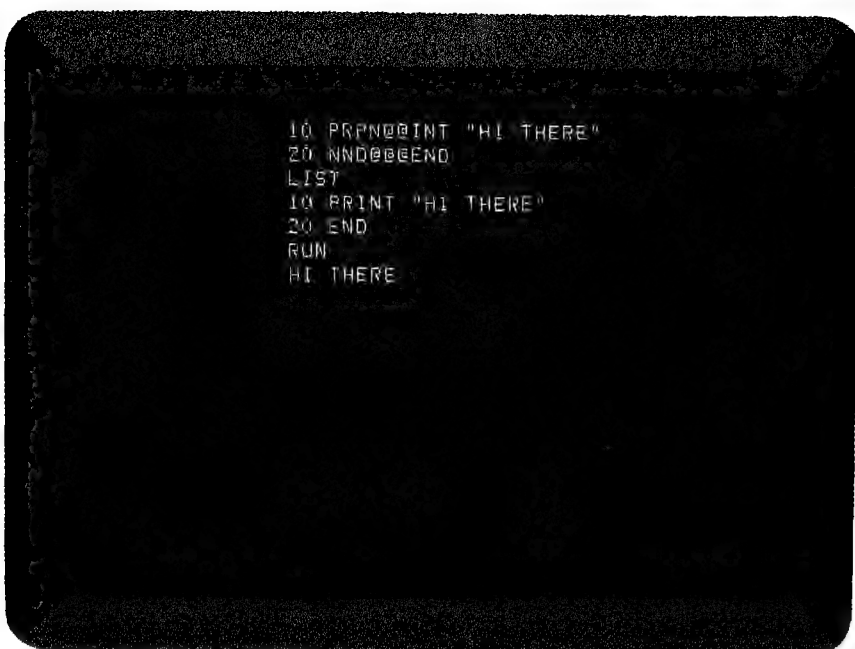 10 PRPN@@INT "HI THERE"
20 NND@@@END
LIST
10 PRINT "HI THERE"
20 END
RUN
HI THERE